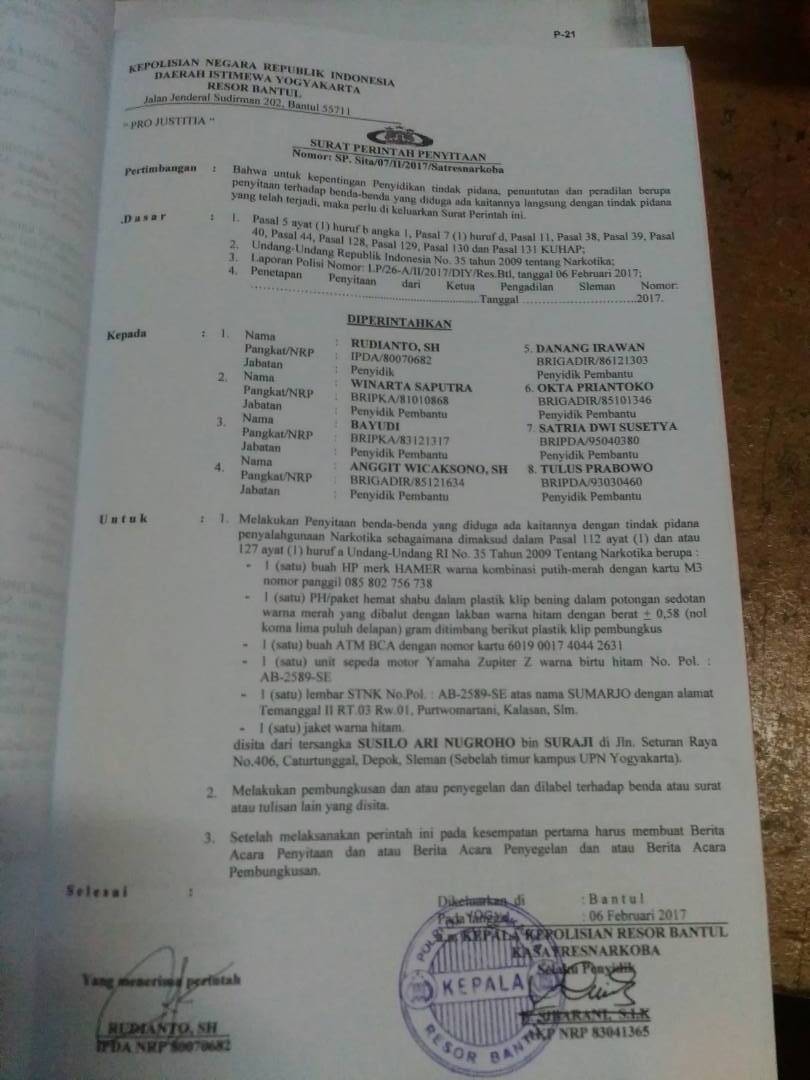 P-21
KEPOLISIAN NEGARA REPUBLIK INDONESIA
DAERAH ISTIMEWA YOGYAKARTA
RESOR BANTUL
Jalan Jenderal Sudirman 202, Bantul 55711
"PRO JUSTITIA"
SURAT PERINTAH PENYITAAN
Nomor: SP. Sita/07/II/2017/Satresnarkoba
Pertimbangan : Bahwa untuk kepentingan Penyidikan tindak pidana, penuntutan dan peradilan berupa
penyitaan terhadap benda-benda yang diduga ada kaitannya langsung dengan tindak pidana
yang telah terjadi, maka perlu di keluarkan Surat Perintah ini.
Dasar : 1. Pasal 5 ayat (1) huruf b angka 1, Pasal 7 (1) huruf d, Pasal 11, Pasal 38, Pasal 39, Pasal
40, Pasal 44, Pasal 128, Pasal 129, Pasal 130 dan Pasal 131 KUHAP;
2. Undang-Undang Republik Indonesia No. 35 tahun 2009 tentang Narkotika;
3. Laporan Polisi Nomor: LP/26-A/II/2017/DIY/Res.Btl, tanggal 06 Februari 2017;
4. Penetapan Penyitaan dari Ketua Pengadilan Sleman Nomor:
..................................................Tanggal ............................2017.
DIPERINTAHKAN
Kepada : 1. Nama : RUDIANTO, SH 5. DANANG IRAWAN
Pangkat/NRP : IPDA/80070682 BRIGADIR/86121303
Jabatan : Penyidik Penyidik Pembantu
2. Nama : WINARTA SAPUTRA 6. OKTA PRIANTOKO
Pangkat/NRP : BRIPKA/81010868 BRIGADIR/85101346
Jabatan : Penyidik Pembantu Penyidik Pembantu
3. Nama : BAYUDI 7. SATRIA DWI SUSETYA
Pangkat/NRP : BRIPKA/83121317 BRIPDA/95040380
Jabatan : Penyidik Pembantu Penyidik Pembantu
4. Nama : ANGGIT WICAKSONO, SH 8. TULUS PRABOWO
Pangkat/NRP : BRIGADIR/85121634 BRIPDA/93030460
Jabatan : Penyidik Pembantu Penyidik Pembantu
Untuk : 1. Melakukan Penyitaan benda-benda yang diduga ada kaitannya dengan tindak pidana
penyalahgunaan Narkotika sebagaimana dimaksud dalam Pasal 112 ayat (1) dan atau
127 ayat (1) huruf a Undang-Undang RI No. 35 Tahun 2009 Tentang Narkotika berupa :
- 1 (satu) buah HP merk HAMER warna kombinasi putih-merah dengan kartu M3
nomor panggil 085 802 756 738
- 1 (satu) PH/paket hemat shabu dalam plastik klip bening dalam potongan sedotan
warna merah yang dibalut dengan lakban warna hitam dengan berat ± 0,58 (nol
koma lima puluh delapan) gram ditimbang berikut plastik klip pembungkus
- 1 (satu) buah ATM BCA dengan nomor kartu 6019 0017 4044 2631
- 1 (satu) unit sepeda motor Yamaha Zupiter Z warna birtu hitam No. Pol. :
AB-2589-SE
- 1 (satu) lembar STNK No.Pol. : AB-2589-SE atas nama SUMARJO dengan alamat
Temanggal II RT.03 Rw.01, Purtwomartani, Kalasan, Slm.
- 1 (satu) jaket warna hitam.
disita dari tersangka SUSILO ARI NUGROHO bin SURAJI di Jln. Seturan Raya
No.406, Caturtunggal, Depok, Sleman (Sebelah timur kampus UPN Yogyakarta).
2. Melakukan pembungkusan dan atau penyegelan dan dilabel terhadap benda atau surat
atau tulisan lain yang disita.
3. Setelah melaksanakan perintah ini pada kesempatan pertama harus membuat Berita
Acara Penyitaan dan atau Berita Acara Penyegelan dan atau Berita Acara
Pembungkusan.
Selesai :
Dikeluarkan di : Bantul
Pada tanggal : 06 Februari 2017
a.n. KEPALA KEPOLISIAN RESOR BANTUL
KASATRESNARKOBA
Selaku Penyidik
KEPALA
RESOR BANTUL
SIBARANI, S.I.K
AKP NRP 83041365
Yang menerima perintah
RUDIANTO, SH
IPDA NRP 80070682